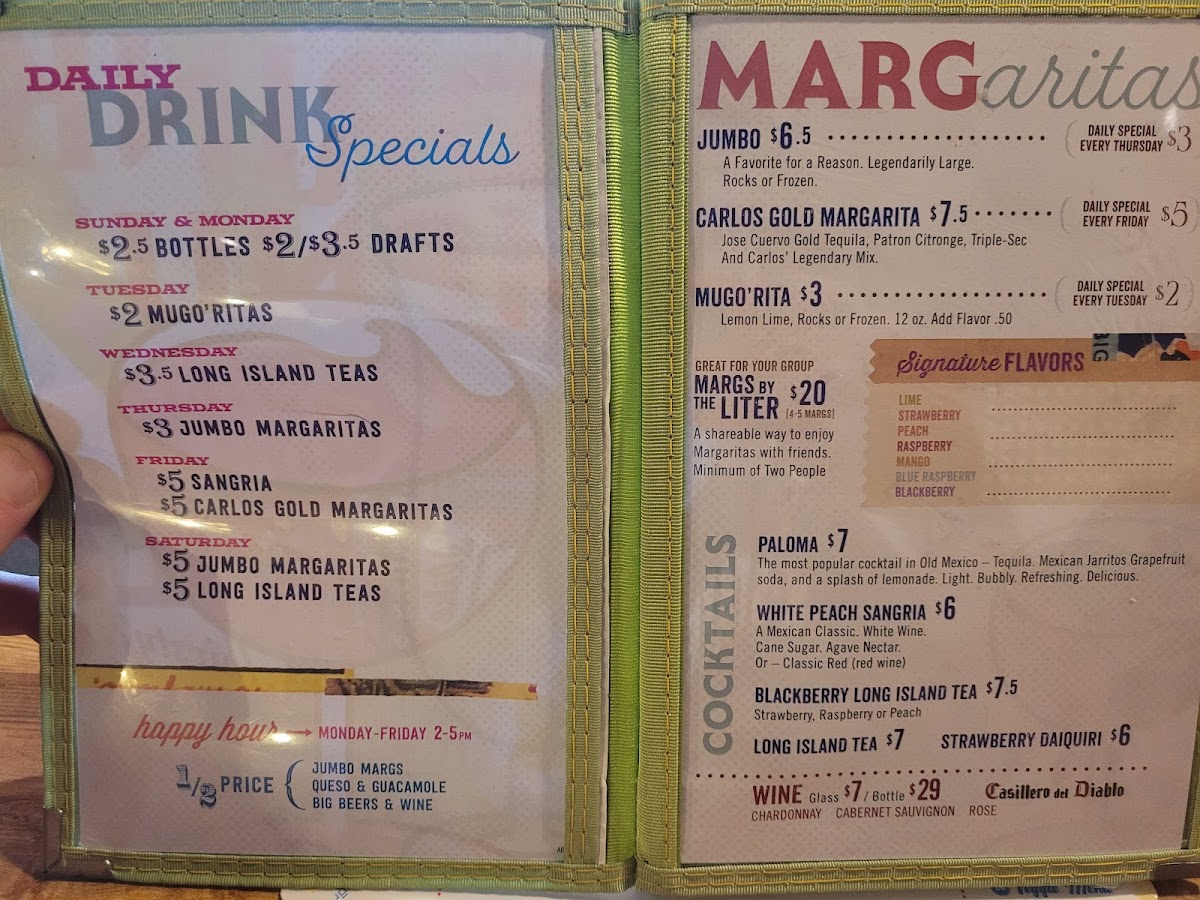 DAILY
DRINK
Specials
SUNDAY & MONDAY
$2.5 BOTTLES $2/$3.5 DRAFTS
TUESDAY
$2 MUGO'RITAS
WEDNESDAY
$3.5 LONG ISLAND TEAS
THURSDAY
$3 JUMBO MARGARITAS
FRIDAY
$5 SANGRIA
$5 CARLOS GOLD MARGARITAS
SATURDAY
$5 JUMBO MARGARITAS
$5 LONG ISLAND TEAS
happy hour MONDAY-FRIDAY 2-5PM
1/2 PRICE
JUMBO MARGS
QUESO & GUACAMOLE
BIG BEERS & WINE
MARGaritas
JUMBO $6.5 (DAILY SPECIAL EVERY THURSDAY $3
A Favorite for a Reason. Legendarily Large.
Rocks or Frozen.
CARLOS GOLD MARGARITA $7.5 (DAILY SPECIAL EVERY FRIDAY $5)
Jose Cuervo Gold Tequila, Patron Citronge, Triple-Sec
And Carlos' Legendary Mix.
MUGO'RITA $3 (DAILY SPECIAL EVERY TUESDAY $2)
Lemon Lime, Rocks or Frozen. 12 oz. Add Flavor .50
GREAT FOR YOUR GROUP
MARGS BY
THE LITER $20
(4-5 MARGS)
A shareable way to enjoy
Margaritas with friends.
Minimum of Two People
BIG
Signature FLAVORS
LIME
STRAWBERRY
PEACH
RASPBERRY
MANGO
BLUE RASPBERRY
BLACKBERRY
COCKTAILS
PALOMA $7
The most popular cocktail in Old Mexico – Tequila. Mexican Jarritos Grapefruit
soda, and a splash of lemonade. Light. Bubbly. Refreshing. Delicious.
WHITE PEACH SANGRIA $6
A Mexican Classic. White Wine.
Cane Sugar. Agave Nectar.
Or – Classic Red (red wine)
BLACKBERRY LONG ISLAND TEA $7.5
Strawberry, Raspberry or Peach
LONG ISLAND TEA $7 STRAWBERRY DAIQUIRI $6
WINE Glass $7 / Bottle $29 Casillero del Diablo
CHARDONNAY CABERNET SAUVIGNON ROSE
Veggie Menu